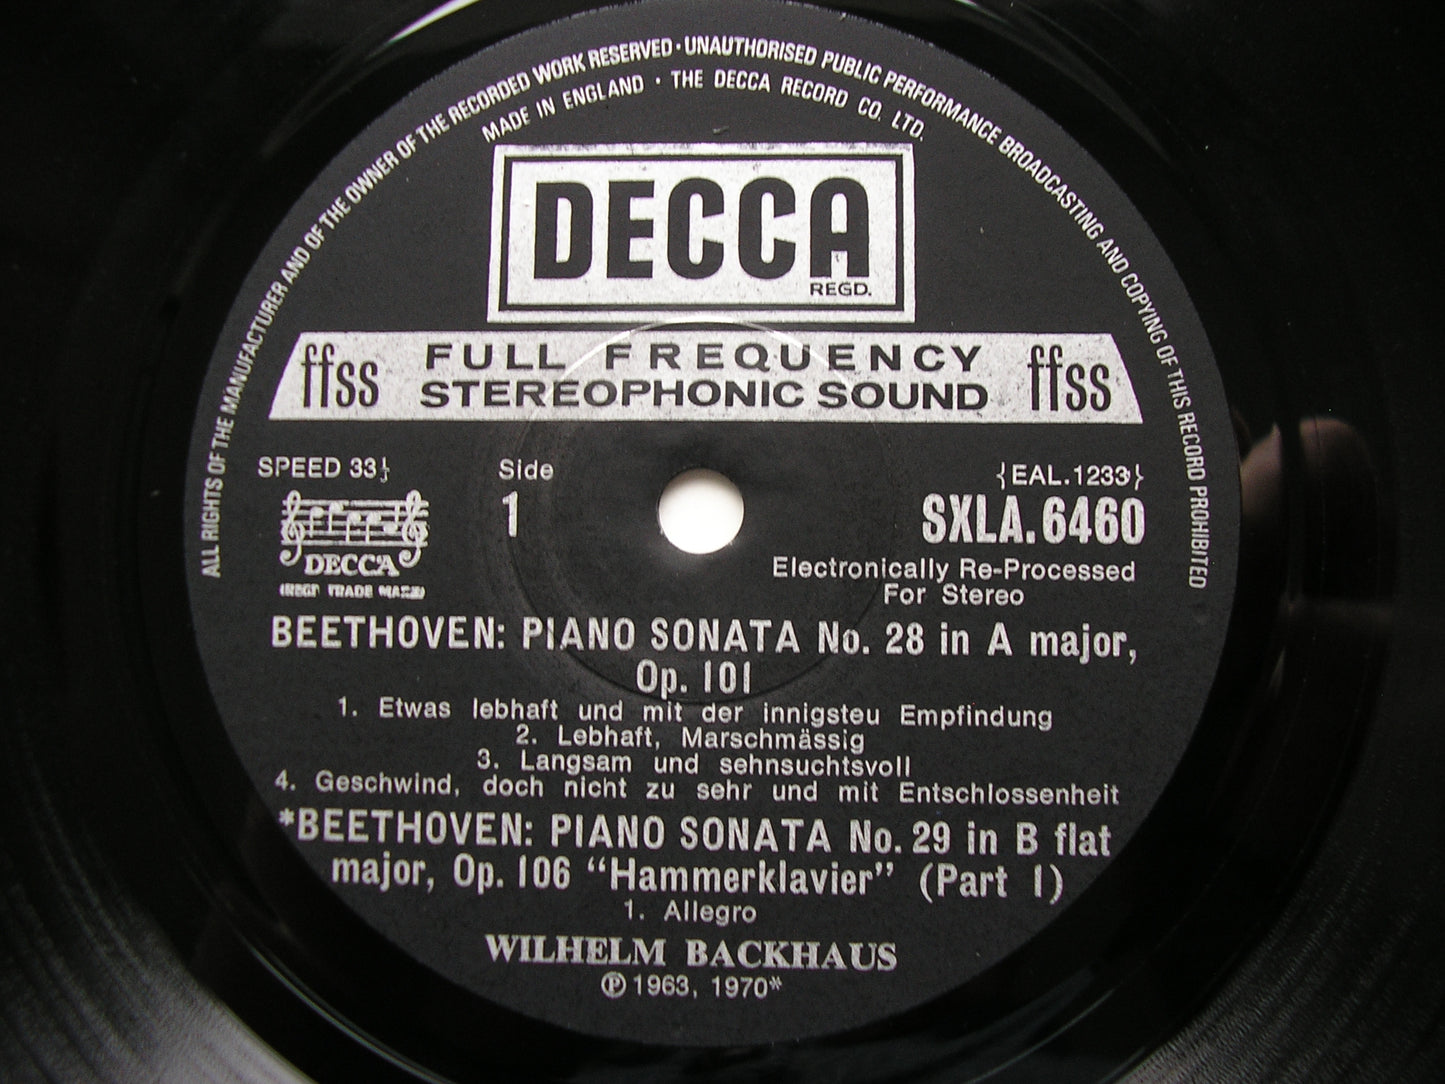 ALL RIGHTS OF THE MANUFACTURER AND OF THE OWNER OF THE RECORDED WORK RESERVED · UNAUTHORISED PUBLIC PERFORMANCE BROADCASTING AND COPYING OF THIS RECORD PROHIBITED
MADE IN ENGLAND · THE DECCA RECORD CO. LTD.
DECCA
REGD.
ffss FULL FREQUENCY ffss
STEREOPHONIC SOUND
SPEED 33⅓ Side {EAL.1233}
1 SXLA.6460
DECCA
(REGD TRADE MARK)
Electronically Re-Processed
For Stereo
BEETHOVEN: PIANO SONATA No. 28 in A major,
Op. 101
1. Etwas lebhaft und mit der innigsteu Empfindung
2. Lebhaft, Marschmässig
3. Langsam und sehnsuchtsvoll
4. Geschwind, doch nicht zu sehr und mit Entschlossenheit
*BEETHOVEN: PIANO SONATA No. 29 in B flat
major, Op. 106 “Hammerklavier” (Part 1)
1. Allegro
WILHELM BACKHAUS
℗ 1963, 1970*